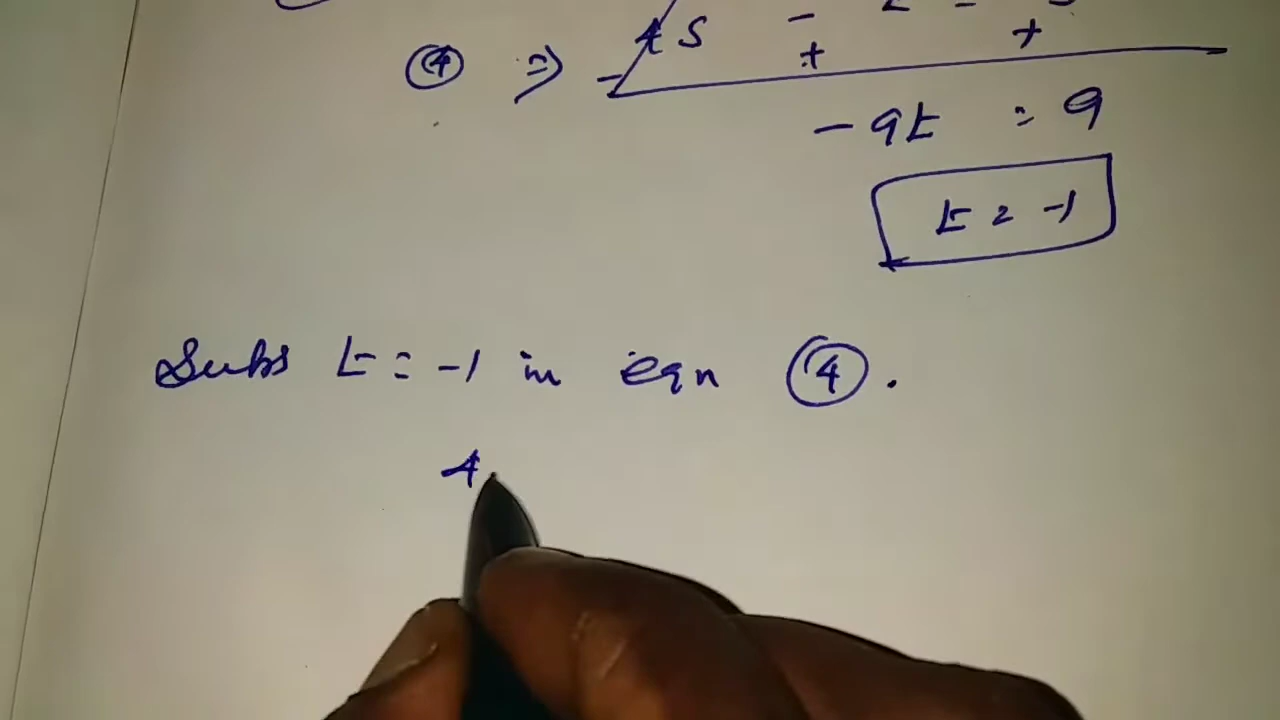 ④ ⇒ 4s -
- + +
- 9t = 9
t = -1
Subs t = -1 in eqn ④.
4